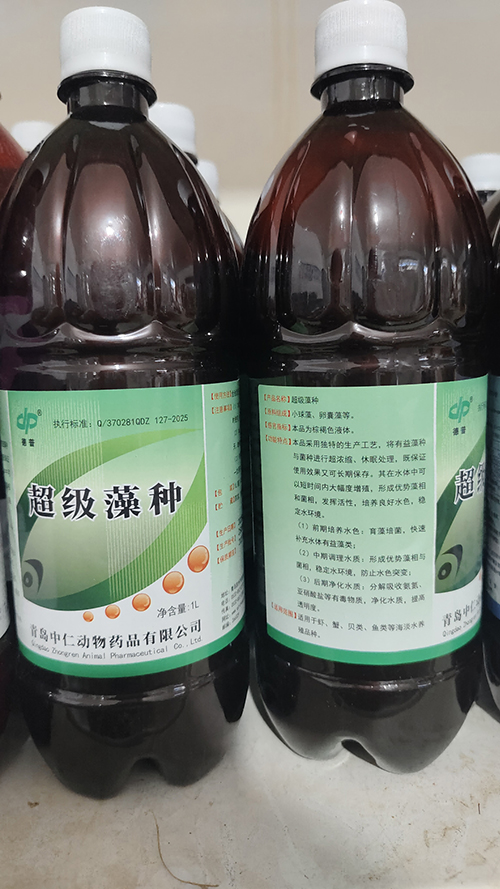 德普
执行标准：Q/370281QDZ 127-2025
超级藻种
净含量:1L
青岛中仁动物药品有限公司
Qingdao Zhongren Animal Pharmaceutical Co., Ltd.
【产品名称】超级藻种
【原料组成】小球藻、卵囊藻等。
【感官指标】本品为棕褐色液体。
【功能特点】本品采用独特的生产工艺，将有益藻种
与菌种进行超浓缩、休眠处理，既保证
使用效果又可长期保存。其在水体中可
以短时间内大幅度增殖，形成优势藻相
和菌相，发挥活性，培养良好水色，稳
定水环境。
（1）前期培养水色：育藻培菌，快速
补充水体有益藻类；
（2）中期调理水质：形成优势藻相与
菌相，稳定水环境，防止水色突变；
（3）后期净化水质：分解吸收氨氮、
亚硝酸盐等有毒物质，净化水质，提高
透明度。
【适用范围】适用于虾、蟹、贝类、鱼类等海淡水养
殖品种。
德普
超级
青岛中仁动物
Qingdao Zhongren Ani